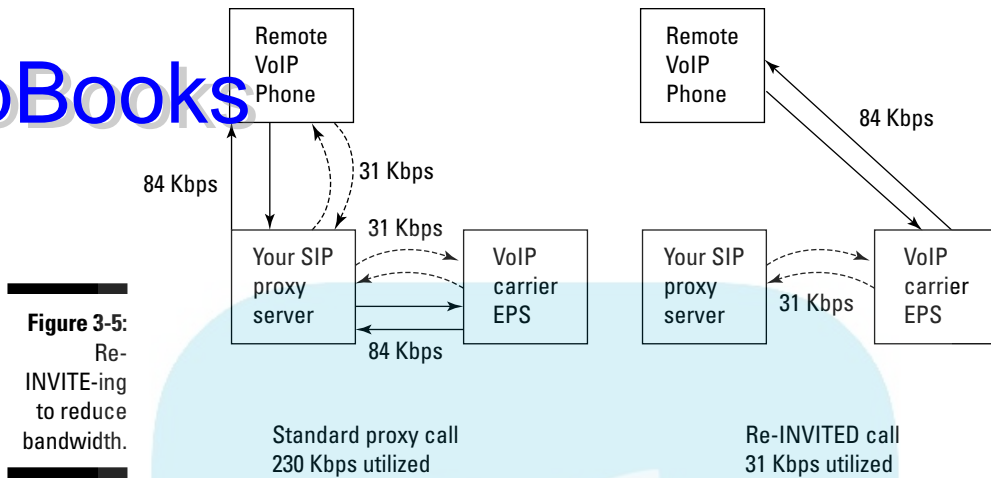 oBooks
Remote
VoIP
Phone
84 Kbps
31 Kbps
31 Kbps
Your SIP
proxy
server
VoIP
carrier
EPS
84 Kbps
Remote
VoIP
Phone
84 Kbps
Your SIP
proxy
server
31 Kbps
VoIP
carrier
EPS
Figure 3-5:
Re-
INVITE-ing
to reduce
bandwidth.
Standard proxy call
230 Kbps utilized
Re-INVITED call
31 Kbps utilized